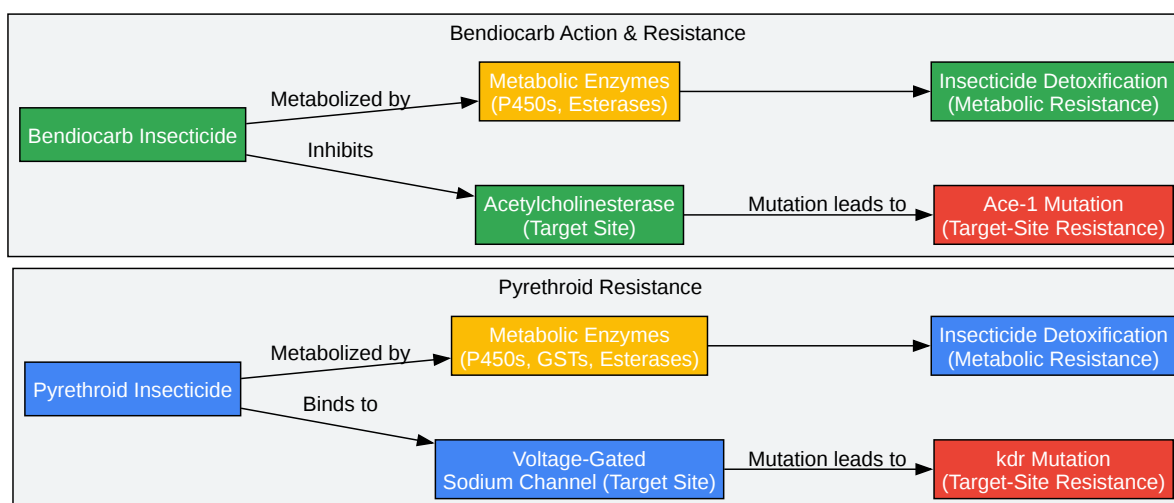 Bendiocarb Action & Resistance
Bendiocarb Insecticide
Metabolized by
Metabolic Enzymes
(P450s, Esterases)
Insecticide Detoxification
(Metabolic Resistance)
Inhibits
Acetylcholinesterase
(Target Site)
Mutation leads to
Ace-1 Mutation
(Target-Site Resistance)
Pyrethroid Resistance
Pyrethroid Insecticide
Metabolized by
Metabolic Enzymes
(P450s, GSTs, Esterases)
Insecticide Detoxification
(Metabolic Resistance)
Binds to
Voltage-Gated
Sodium Channel (Target Site)
Mutation leads to
kdr Mutation
(Target-Site Resistance)